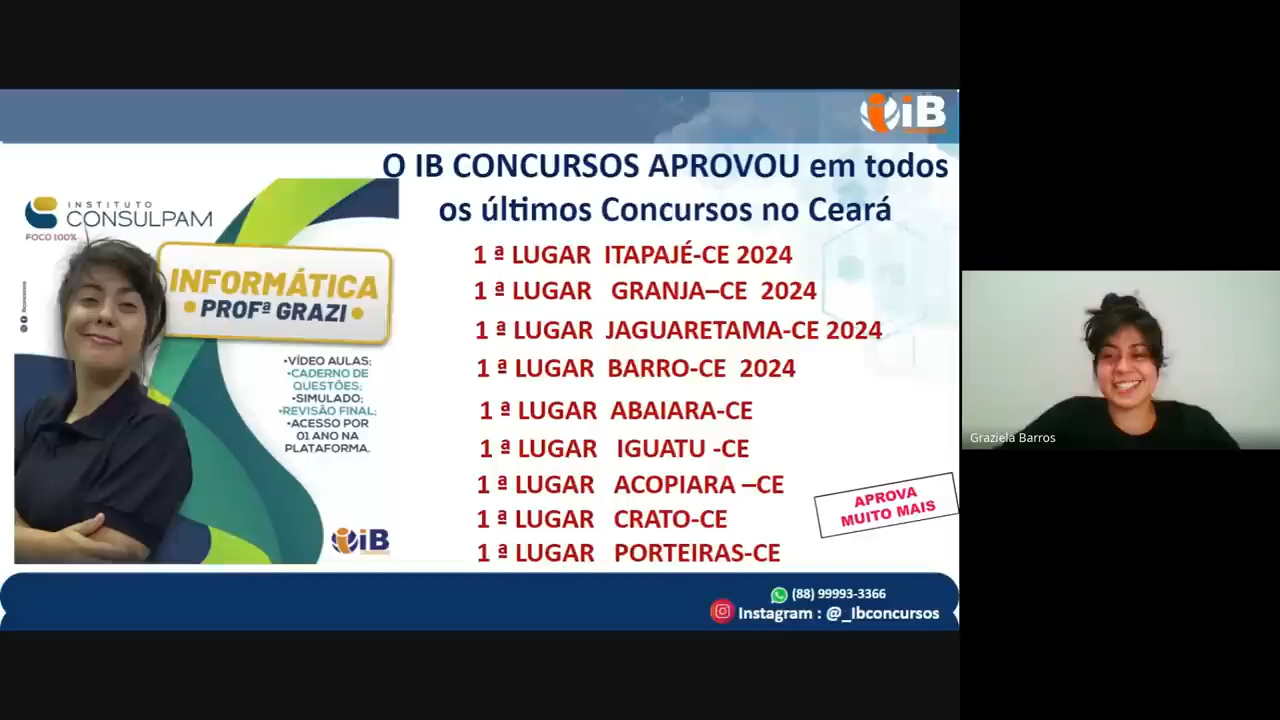 iB
O IB CONCURSOS APROVOU em todos
os últimos Concursos no Ceará
INSTITUTO
CONSULPAM
FOCO 100%
INFORMÁTICA
• PROFª GRAZI •
•VÍDEO AULAS;
•CADERNO DE
QUESTÕES;
•SIMULADO;
•REVISÃO FINAL;
•ACESSO POR
01 ANO NA
PLATAFORMA.
iB
1 ª LUGAR ITAPAJÉ-CE 2024
1 ª LUGAR GRANJA–CE 2024
1 ª LUGAR JAGUARETAMA-CE 2024
1 ª LUGAR BARRO-CE 2024
1 ª LUGAR ABAIARA-CE
1 ª LUGAR IGUATU -CE
1 ª LUGAR ACOPIARA –CE
1 ª LUGAR CRATO-CE
1 ª LUGAR PORTEIRAS-CE
APROVA
MUITO MAIS
(88) 99993-3366
Instagram : @_Ibconcursos
Graziela Barros